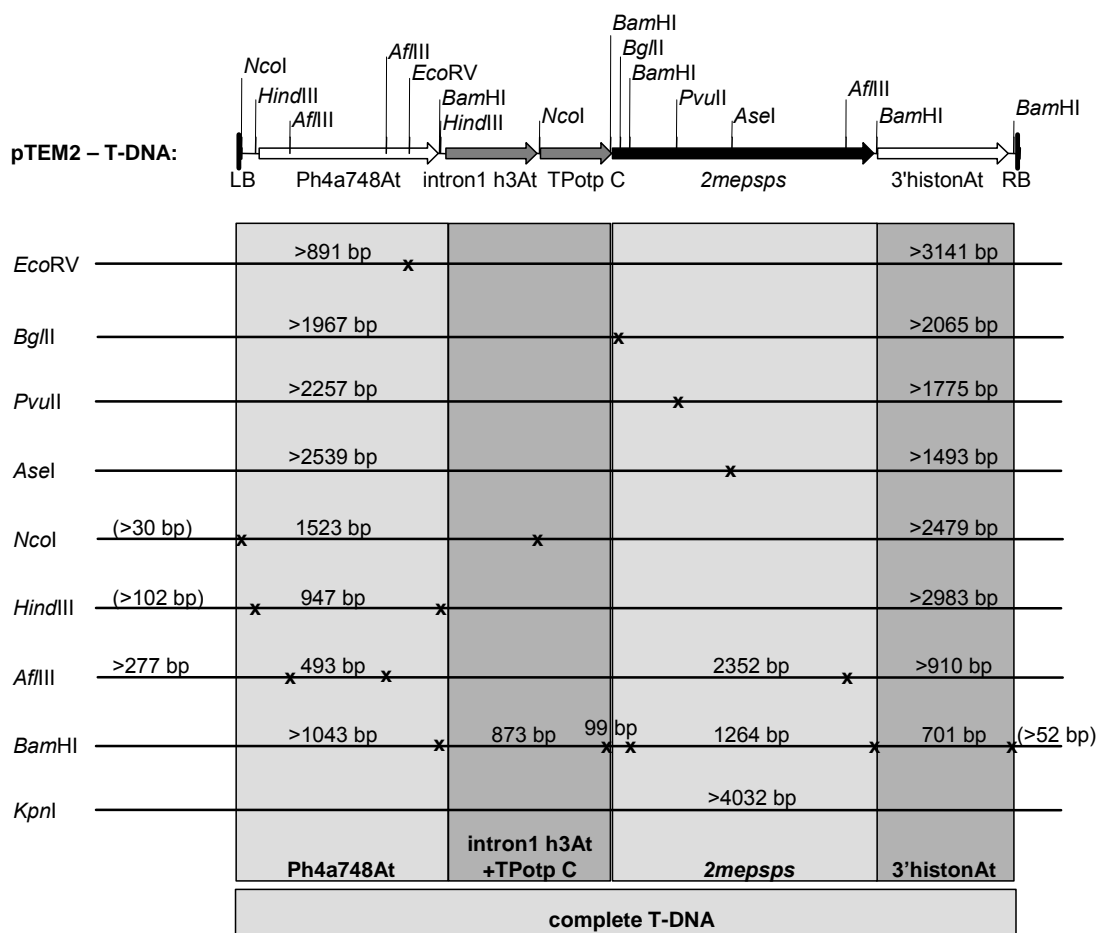 BamHI
BglII
AflIII
BamHI
NcoI
EcoRV
HindIII
BamHI
PvuII
AflIII
BamHI
AflIII
HindIII
NcoI
AseI
BamHI
pTEM2 – T-DNA:
LB
Ph4a748At
intron1 h3At
TPotp C
2mepsps
3'histonAt
RB
EcoRV
>891 bp
x
>3141 bp
BglII
>1967 bp
x
>2065 bp
PvuII
>2257 bp
x
>1775 bp
AseI
>2539 bp
x
>1493 bp
NcoI
(>30 bp)
x
1523 bp
x
>2479 bp
HindIII
(>102 bp)
x
947 bp
x
>2983 bp
AflIII
>277 bp
x
493 bp
x
2352 bp
x
>910 bp
BamHI
>1043 bp
x
873 bp
x
99 bp
x
1264 bp
x
701 bp
x
(>52 bp)
KpnI
>4032 bp
Ph4a748At
intron1 h3At
+TPotp C
2mepsps
3'histonAt
complete T-DNA